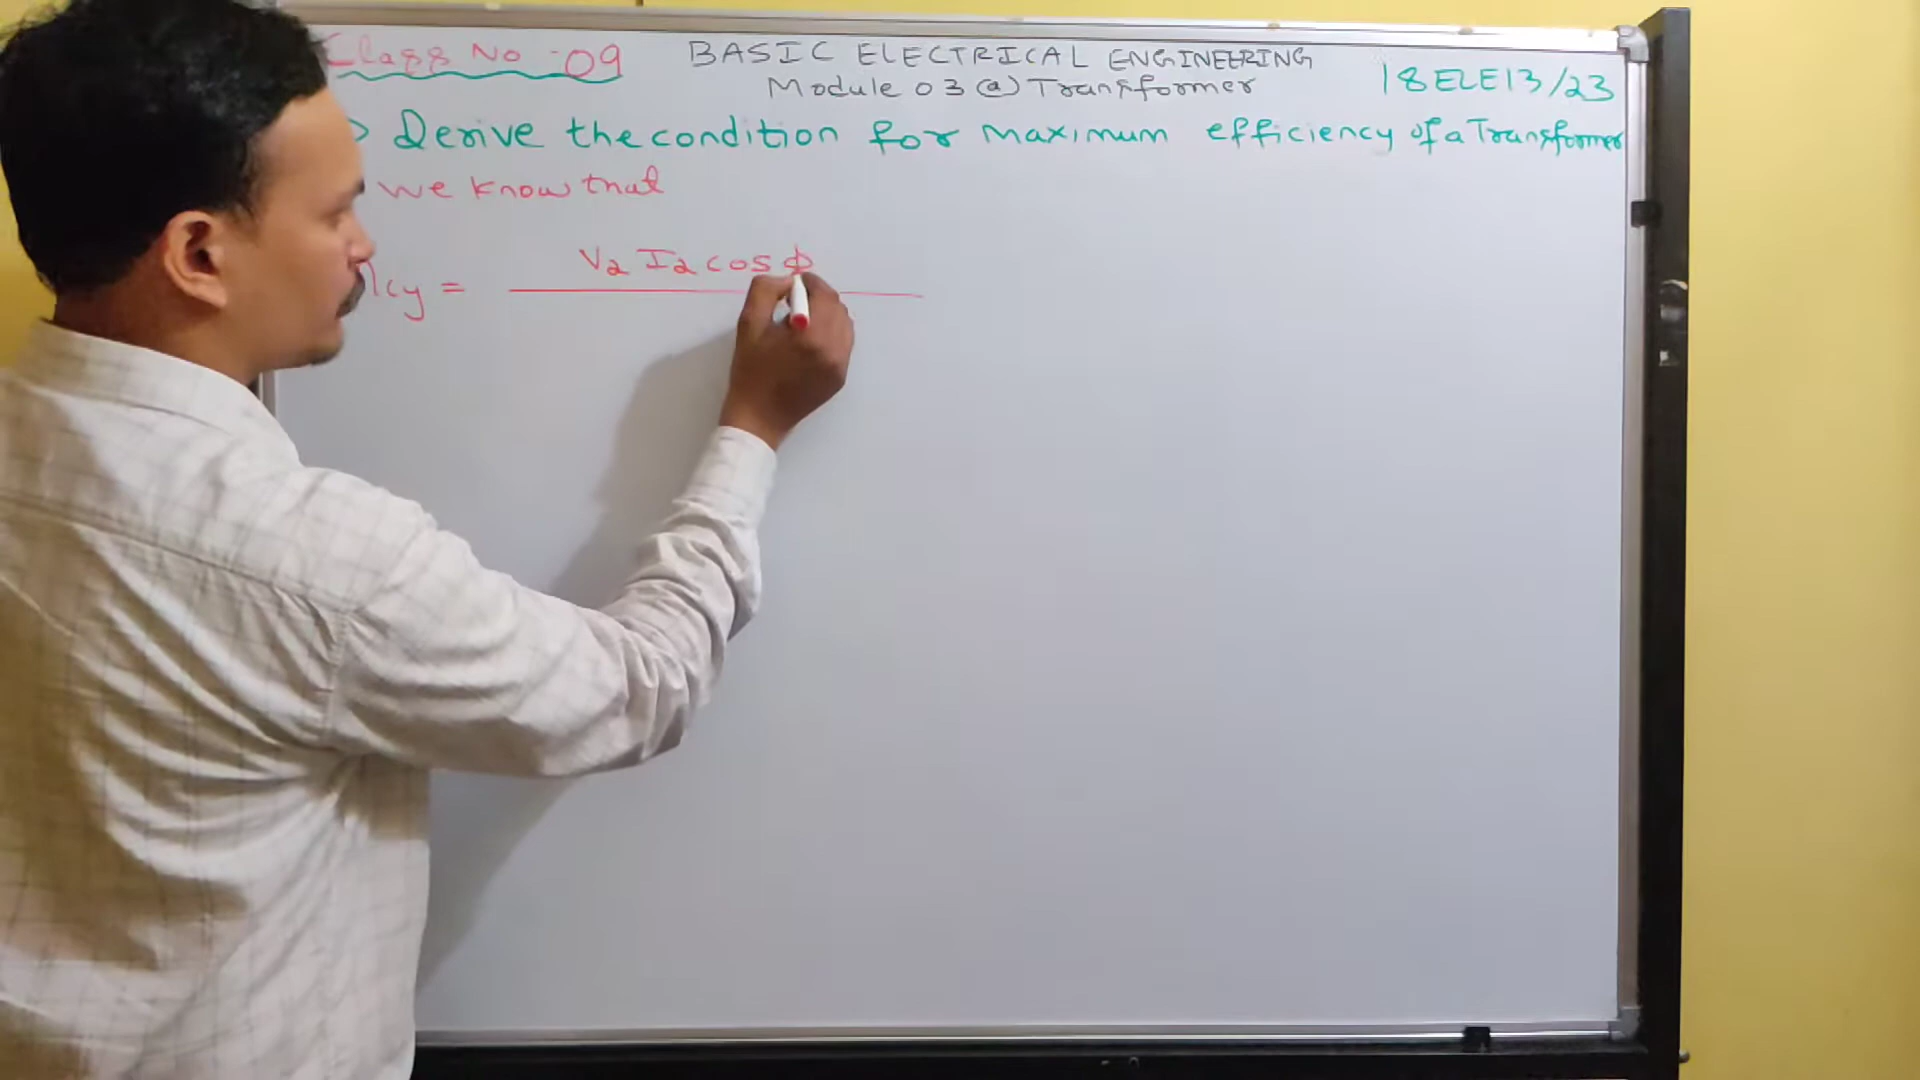 Class No - 09
BASIC ELECTRICAL ENGINEERING
Module 03 (a) Transformer
18ELE13/23
Derive the condition for maximum efficiency of a Transformer
we know that
ηcy = V2 I2 cos ϕ